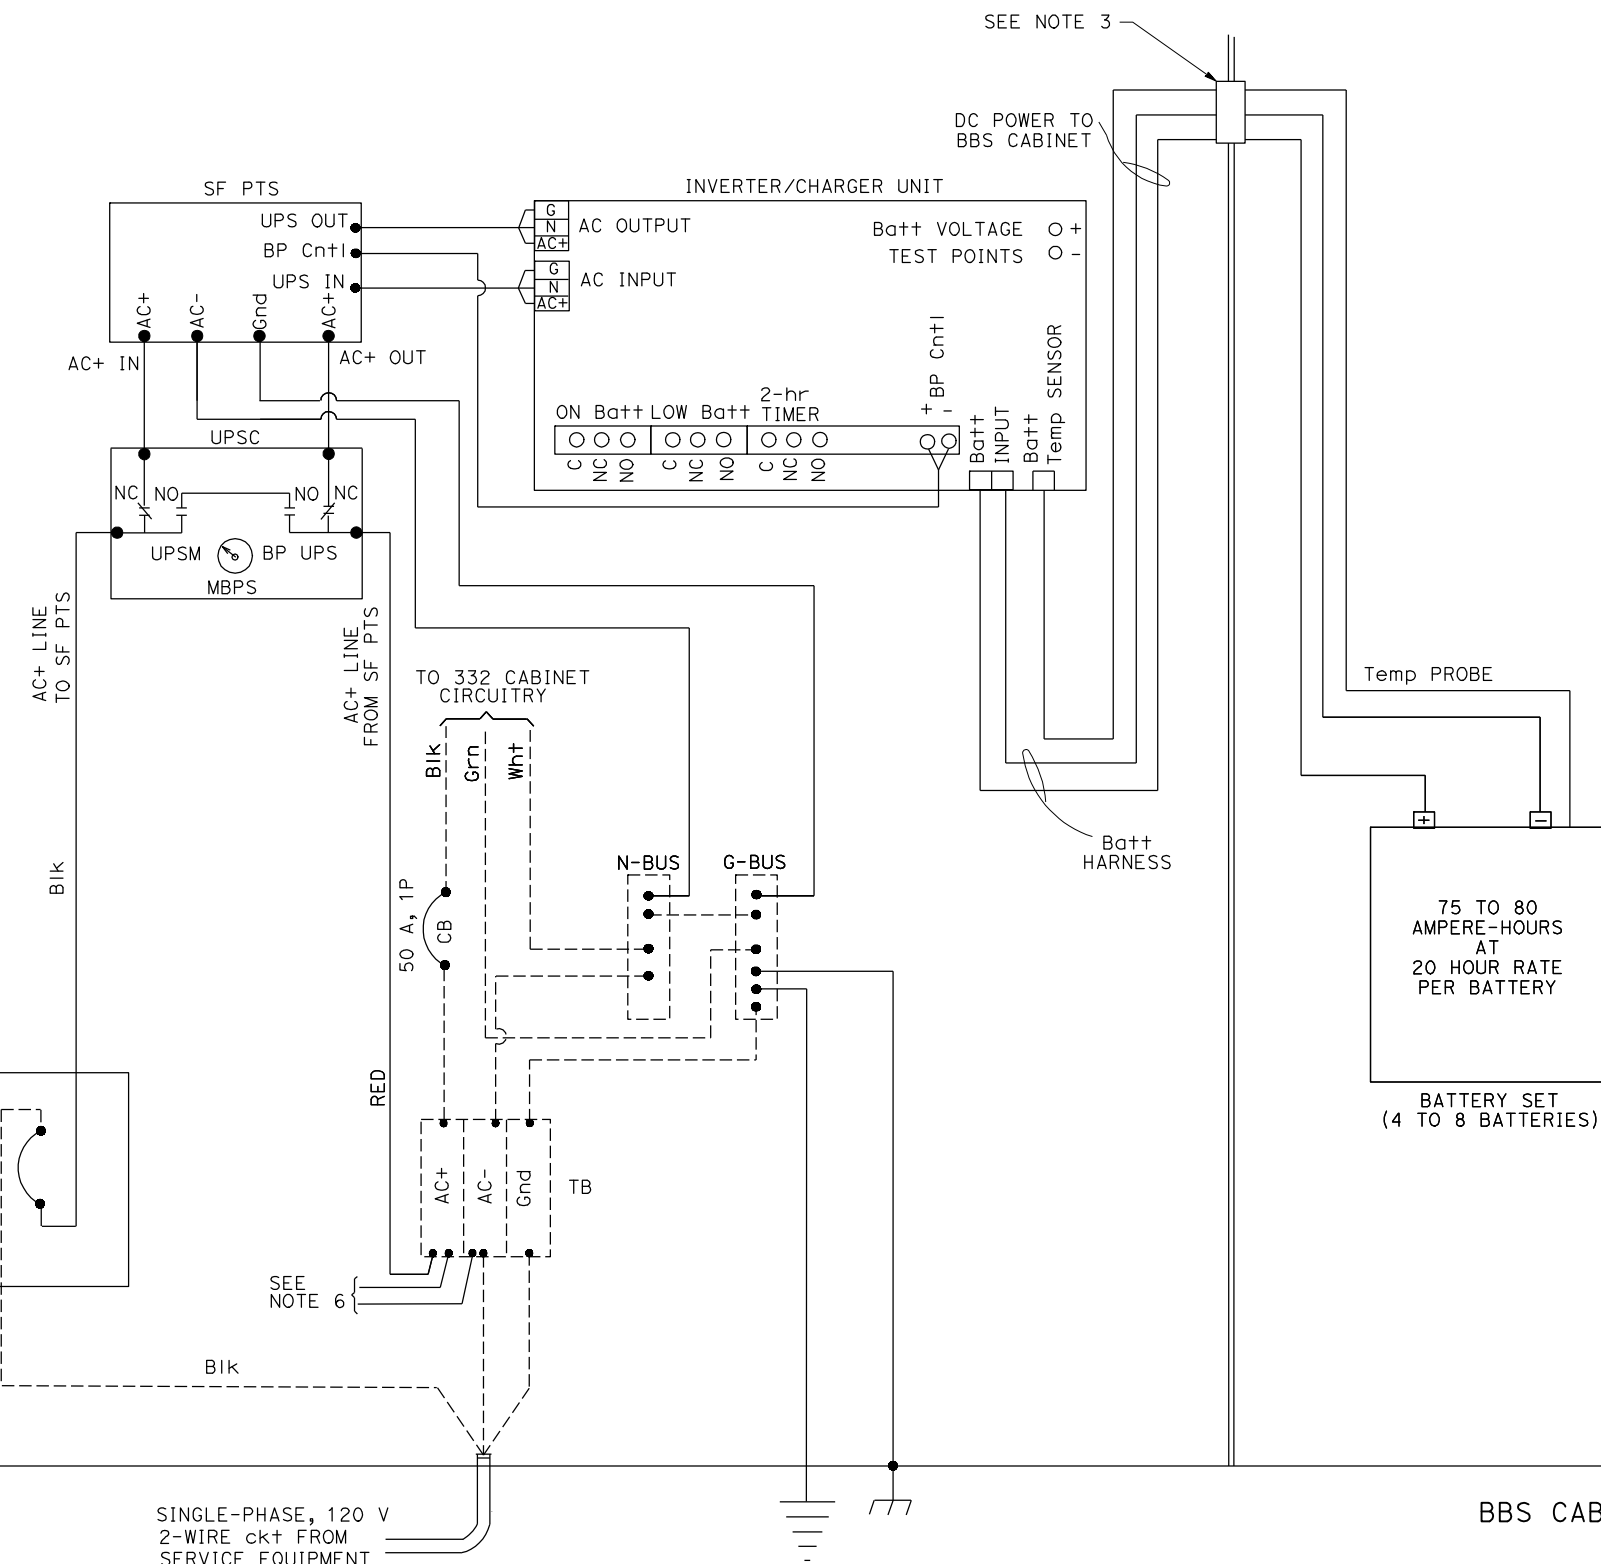 SEE NOTE 3
DC POWER TO
BBS CABINET
SF PTS
UPS OUT
BP Cntl
UPS IN
AC+
AC-
Gnd
AC+
AC+ IN
AC+ OUT
INVERTER/CHARGER UNIT
G
N
AC+
AC OUTPUT
G
N
AC+
AC INPUT
Batt VOLTAGE
+
TEST POINTS
-
BP Cntl
+
-
Batt
INPUT
Batt
Temp SENSOR
ON Batt
LOW Batt
2-hr
TIMER
C
NC
NO
C
NC
NO
C
NC
NO
UPSC
NC
NO
NO
NC
UPSM
BP
UPS
MBPS
AC+ LINE
TO SF PTS
AC+ LINE
FROM SF PTS
TO 332 CABINET
CIRCUITRY
Blk
Grn
Wht
Temp PROBE
Batt
HARNESS
+
-
N-BUS
G-BUS
Blk
50 A, 1P
CB
75 TO 80
AMPERE-HOURS
AT
20 HOUR RATE
PER BATTERY
BATTERY SET
(4 TO 8 BATTERIES)
RED
AC+
AC-
Gnd
TB
SEE
NOTE 6
Blk
SINGLE-PHASE, 120 V
2-WIRE ckt FROM
SERVICE EQUIPMENT
BBS CAB